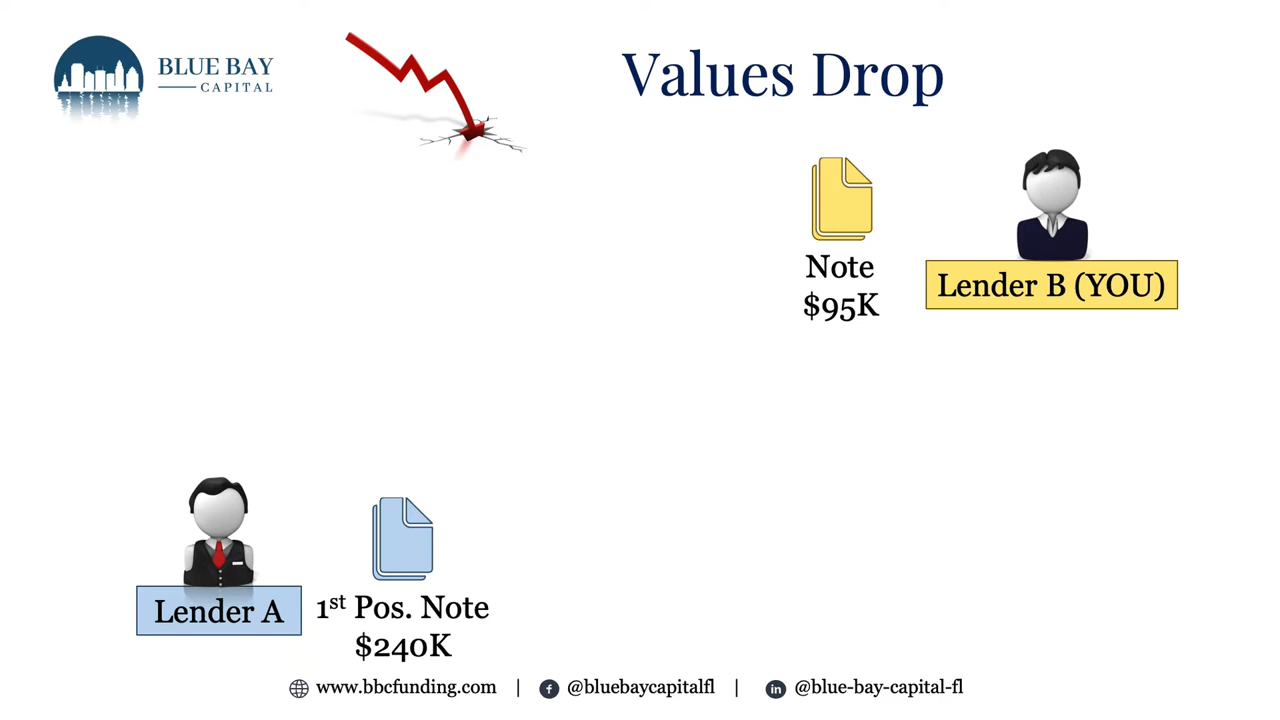 BLUE BAY
CAPITAL
Values Drop
Note
$95K
Lender B (YOU)
Lender A
1st Pos. Note
$240K
www.bbcfunding.com | @bluebaycapitalfl | @blue-bay-capital-fl